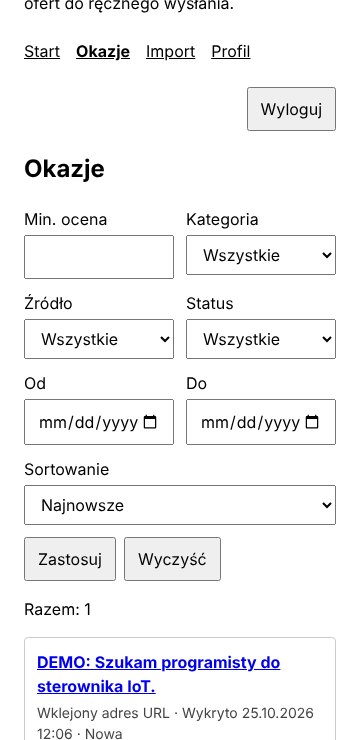 ofert do ręcznego wysłania.
Start Okazje Import Profil
Wyloguj
Okazje
Min. ocena Kategoria
Wszystkie
Źródło Status
Wszystkie Wszystkie
Od Do
mm/dd/yyyy mm/dd/yyyy
Sortowanie
Najnowsze
Zastosuj Wyczyść
Razem: 1
DEMO: Szukam programisty do
sterownika IoT.
Wklejony adres URL · Wykryto 25.10.2026
12:06 · Nowa